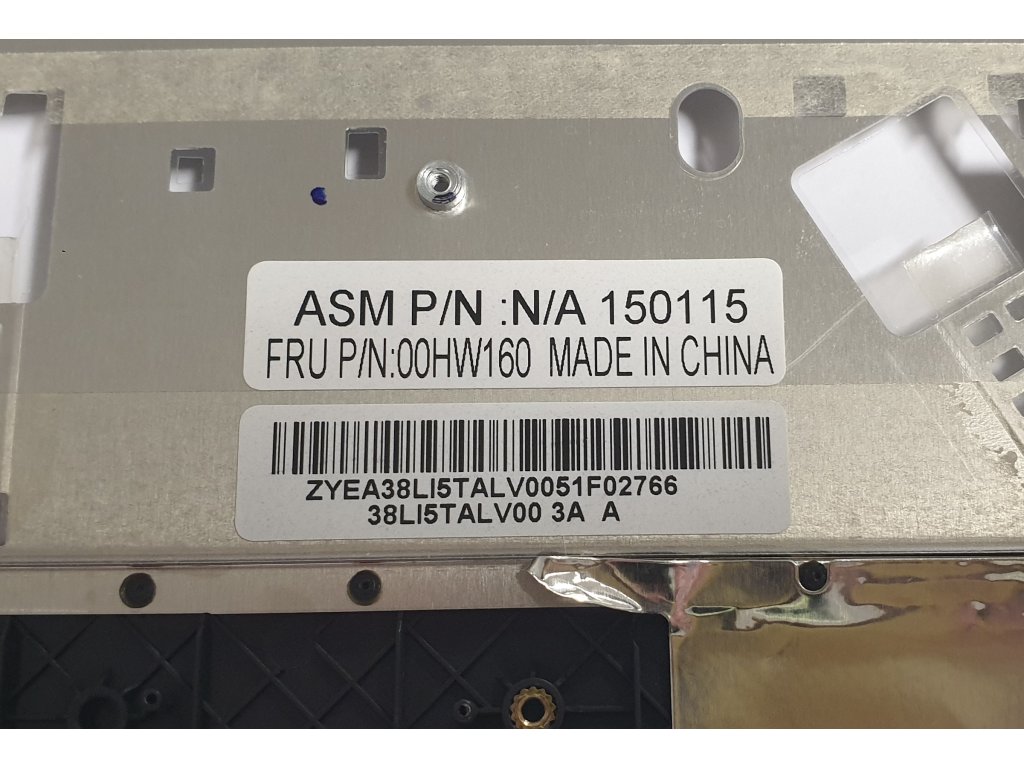 ASM P/N :N/A 150115
FRU P/N:00HW160 MADE IN CHINA
ZYEA38LI5TALV0051F02766
38LI5TALV00 3A A